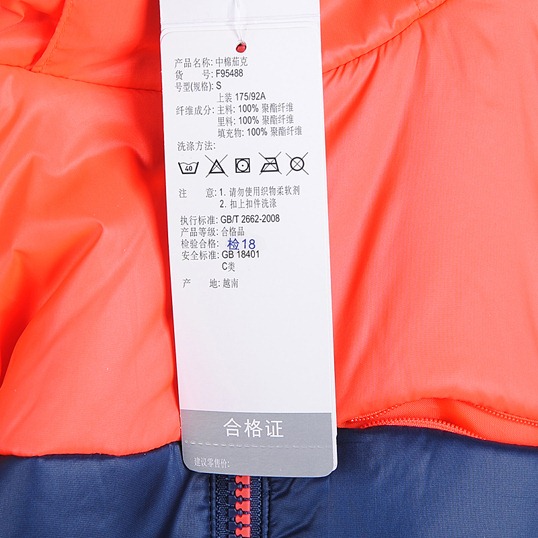 产品名称: 中棉茄克
货 号: F95488
号型(规格): S
上装 175/92A
纤维成分: 主料: 100% 聚酯纤维
里料: 100% 聚酯纤维
填充物: 100% 聚酯纤维
洗涤方法:
40
注 意: 1. 请勿使用织物柔软剂
2. 扣上扣件洗涤
执行标准: GB/T 2662-2008
产品等级: 合格品
检验合格: 检18
安全标准: GB 18401
C类
产 地: 越南
合格证
建议零售价: